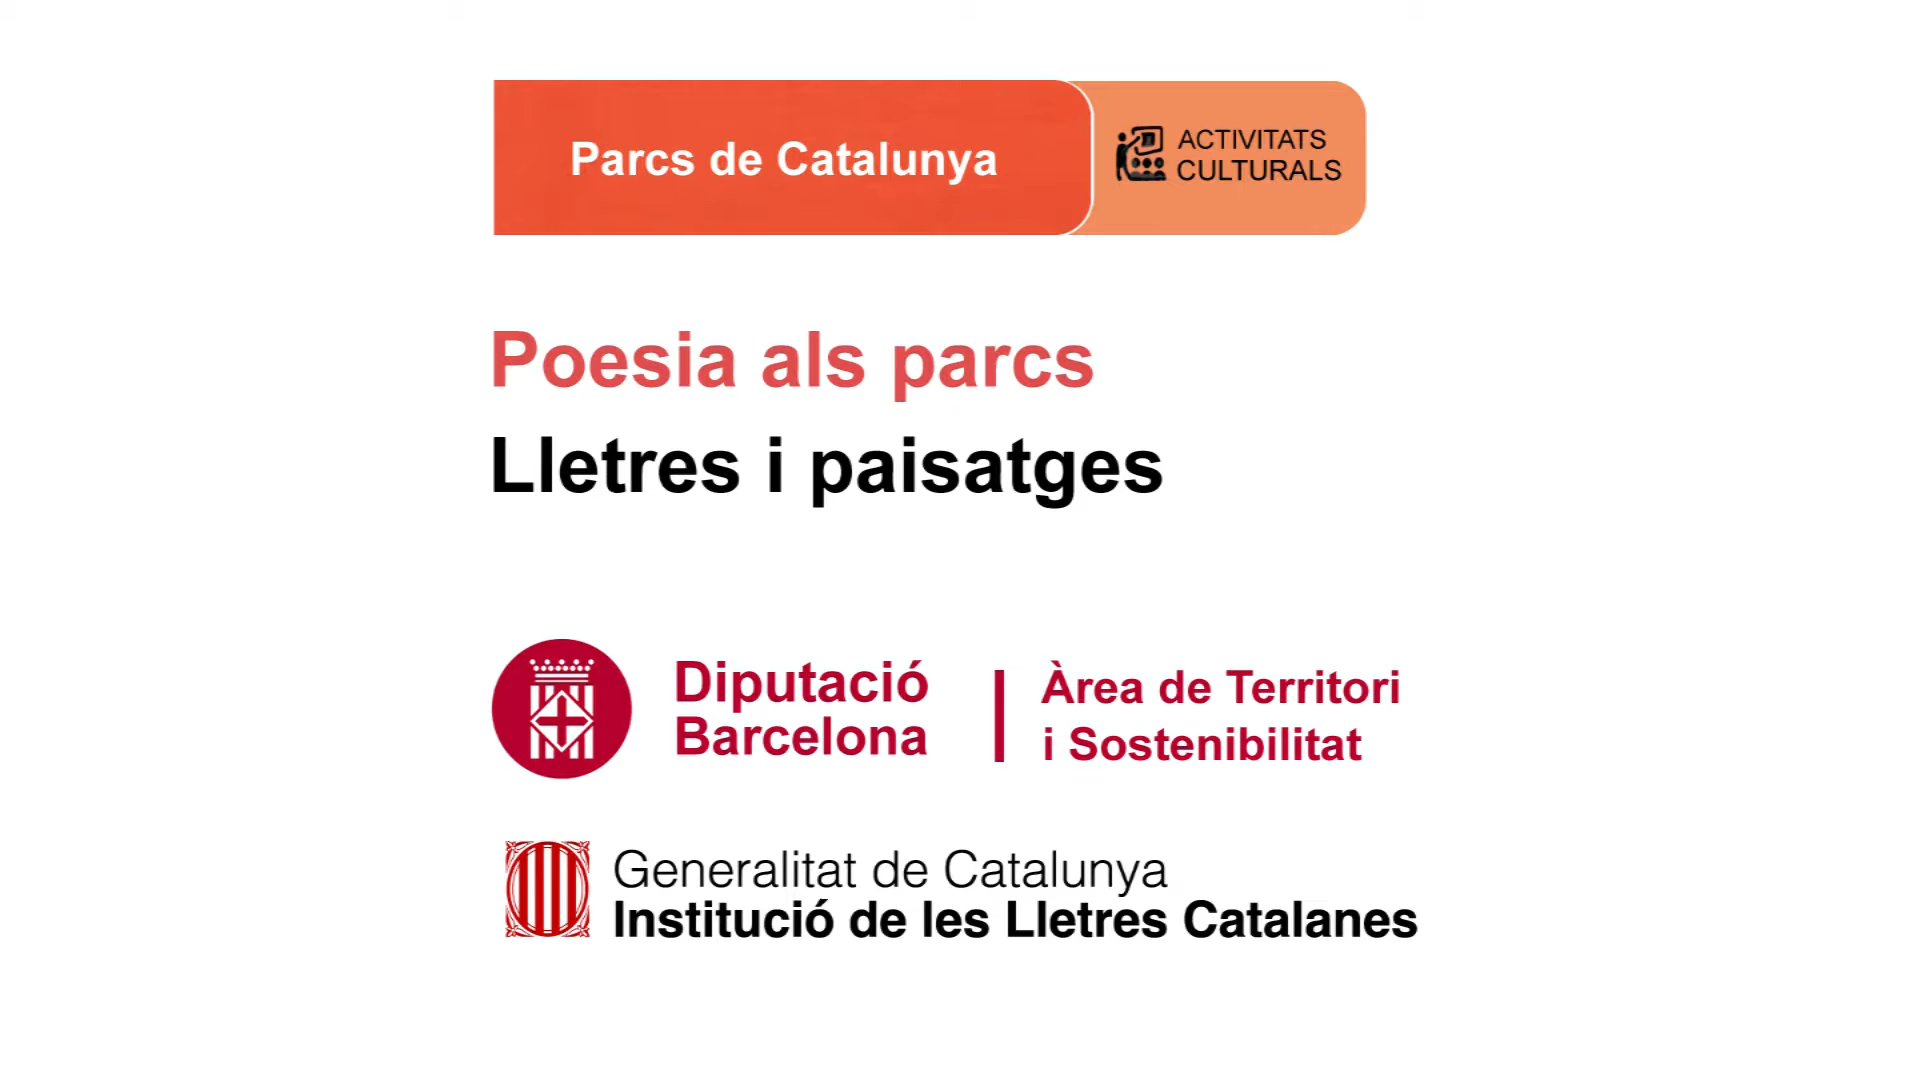 Parcs de Catalunya
ACTIVITATS
CULTURALS
Poesia als parcs
Lletres i paisatges
Diputació
Barcelona
Àrea de Territori
i Sostenibilitat
Generalitat de Catalunya
Institució de les Lletres Catalanes